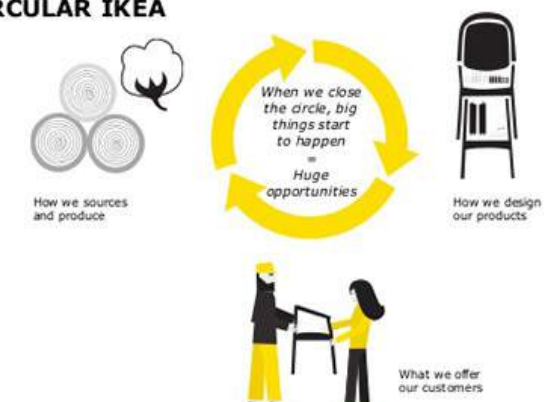 RCULAR IKEA
When we close
the circle, big
things start
to happen
=
Huge
opportunities
How we sources
and produce
How we design
our products
What we offer
our customers